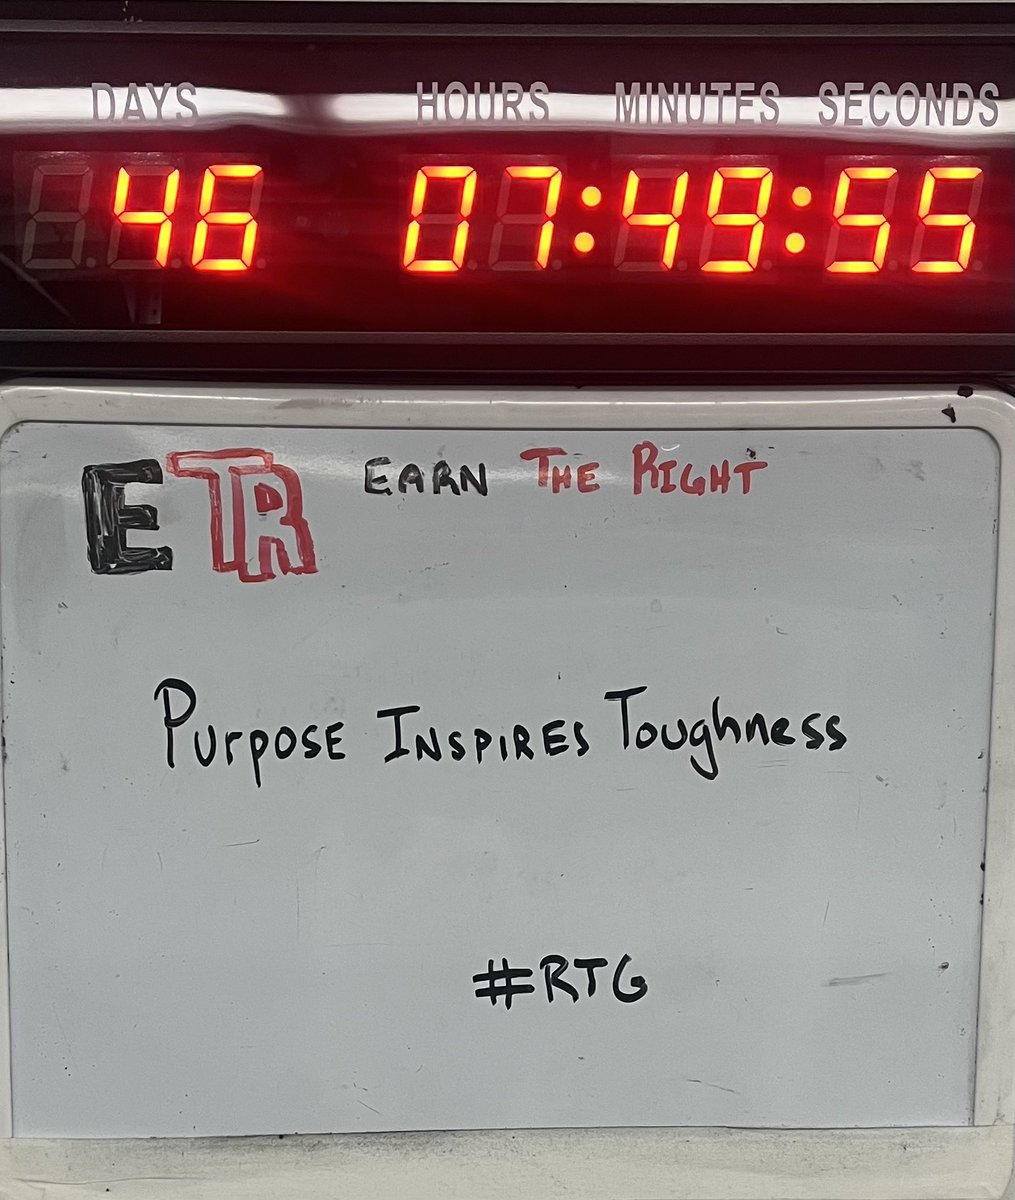 DAYS HOURS MINUTES SECONDS
46 07:49:55
ETR EARN THE RIGHT
PurpOSE INSPIRES Toughness
#RTG